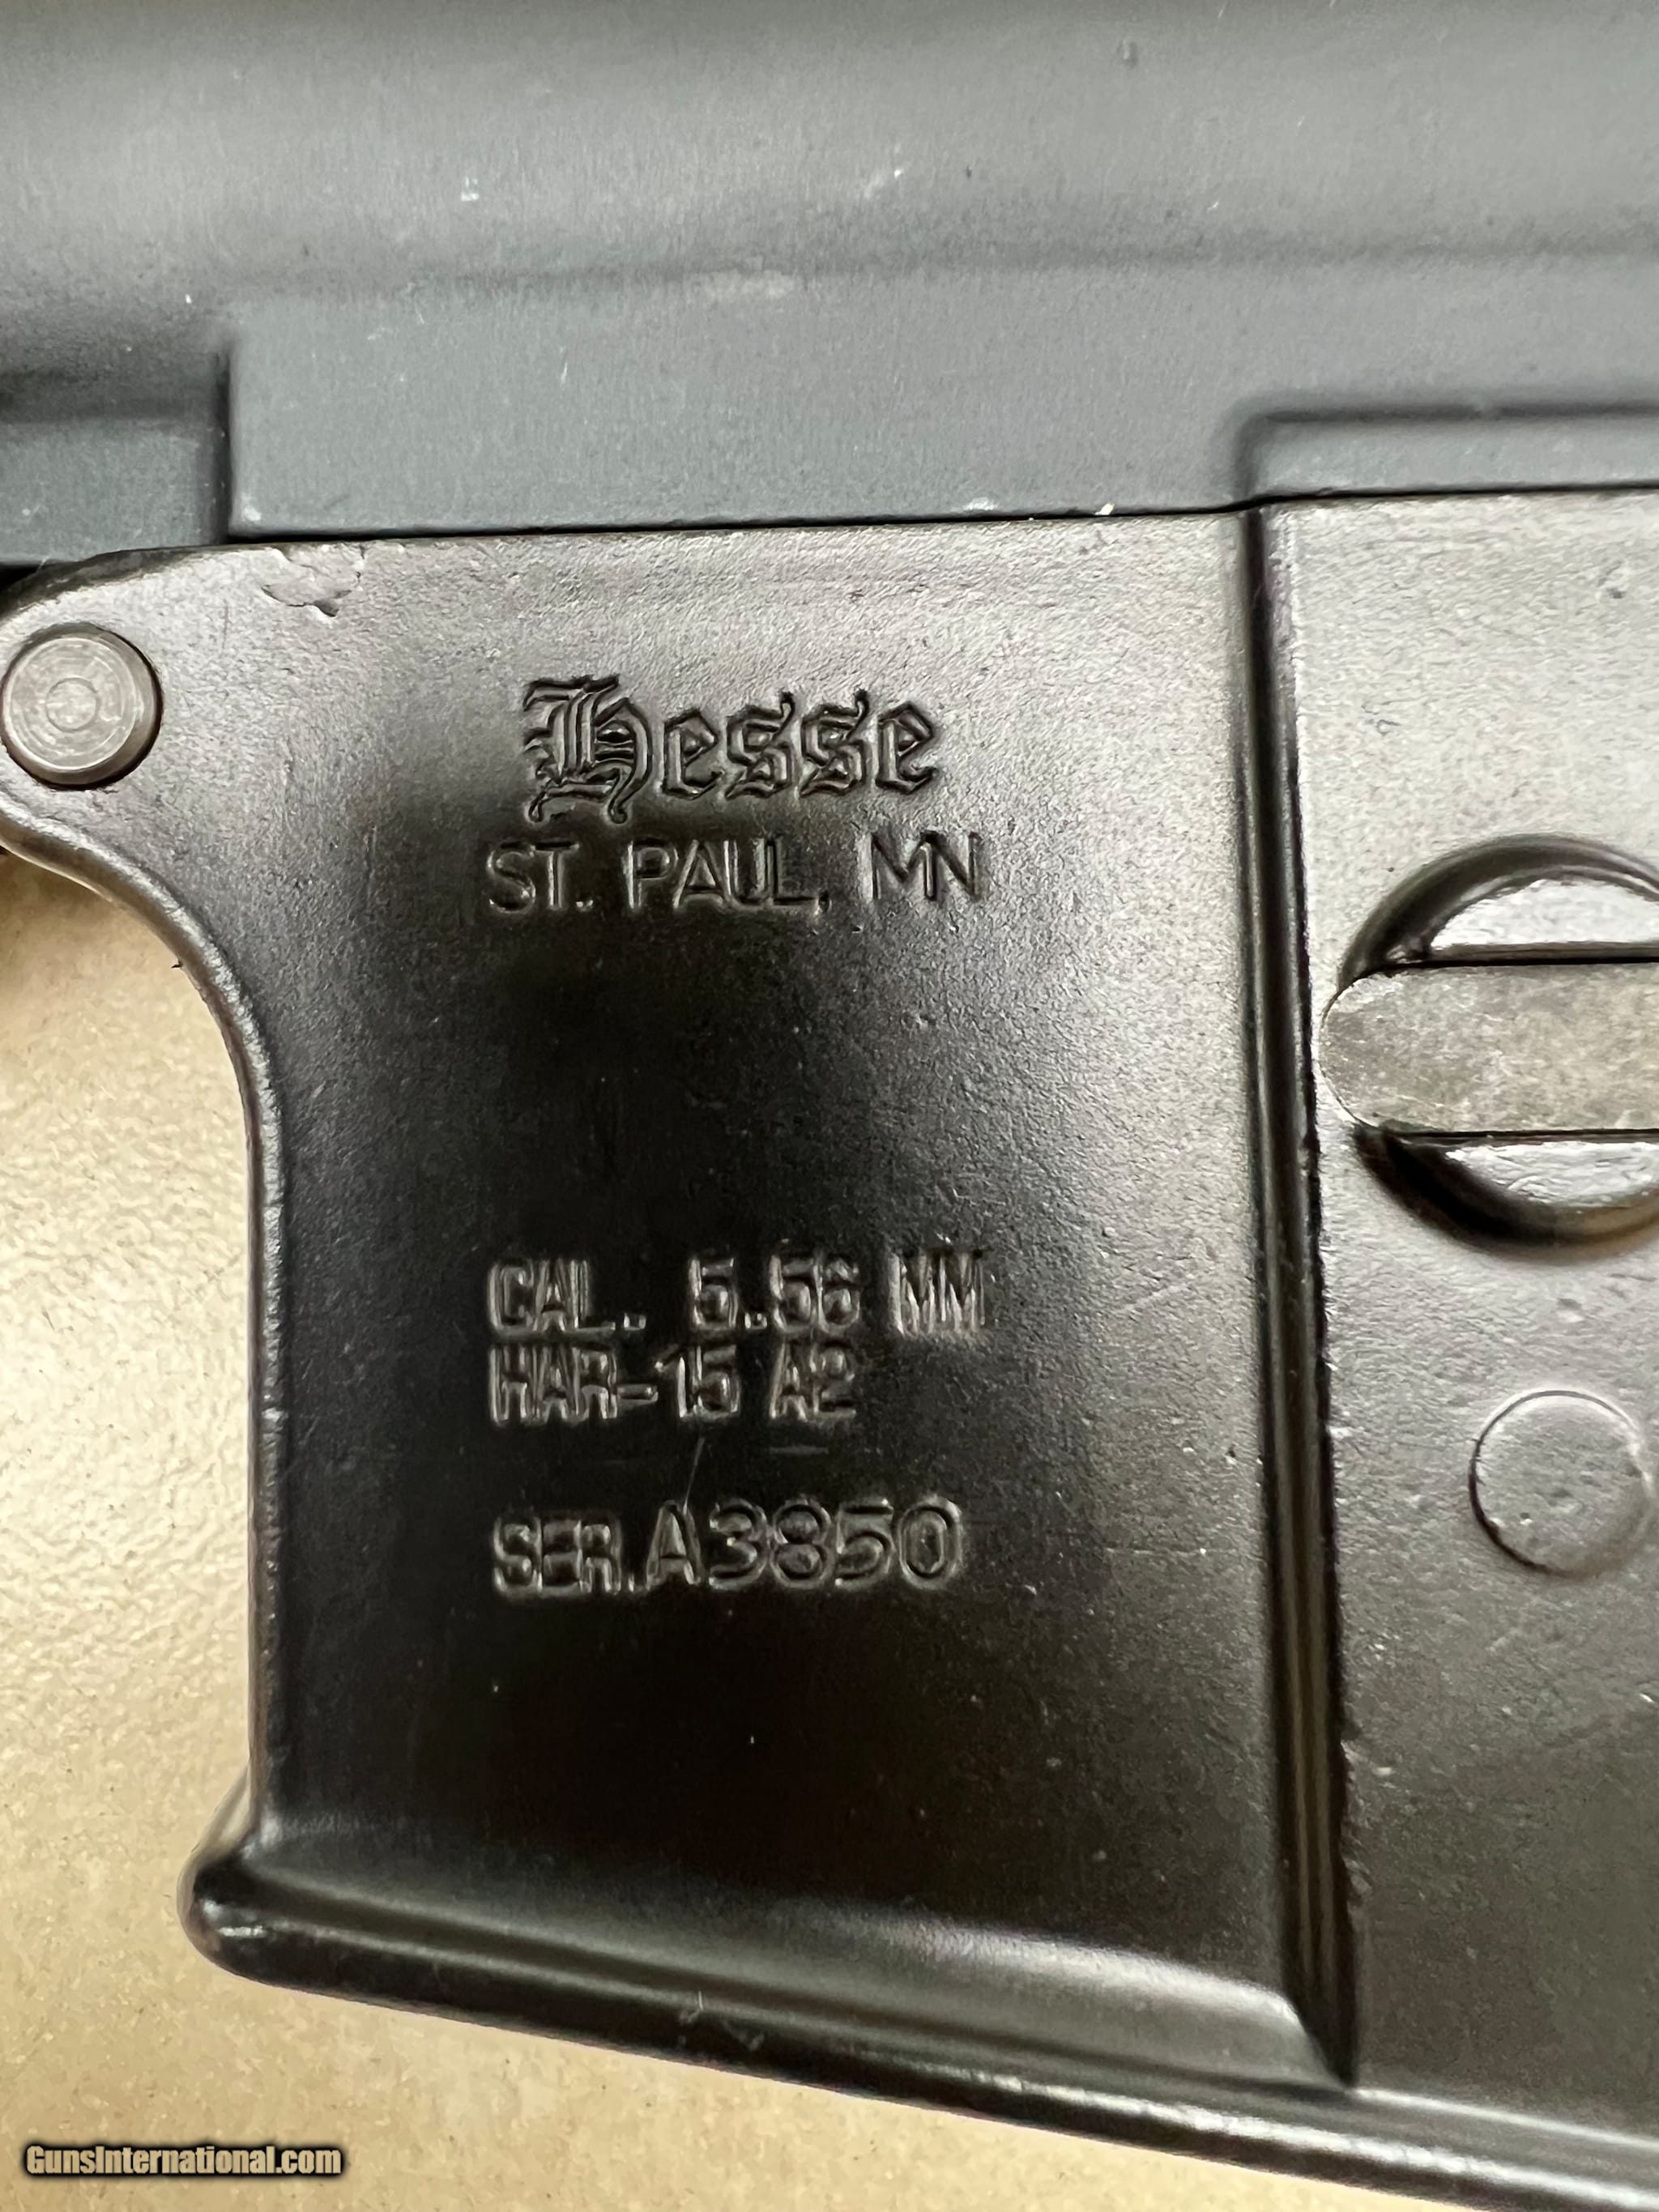 Hesse
ST. PAUL, MN
CAL. 5.56 MM
HAR-15 A2
SER. A3850
GunsInternational.com